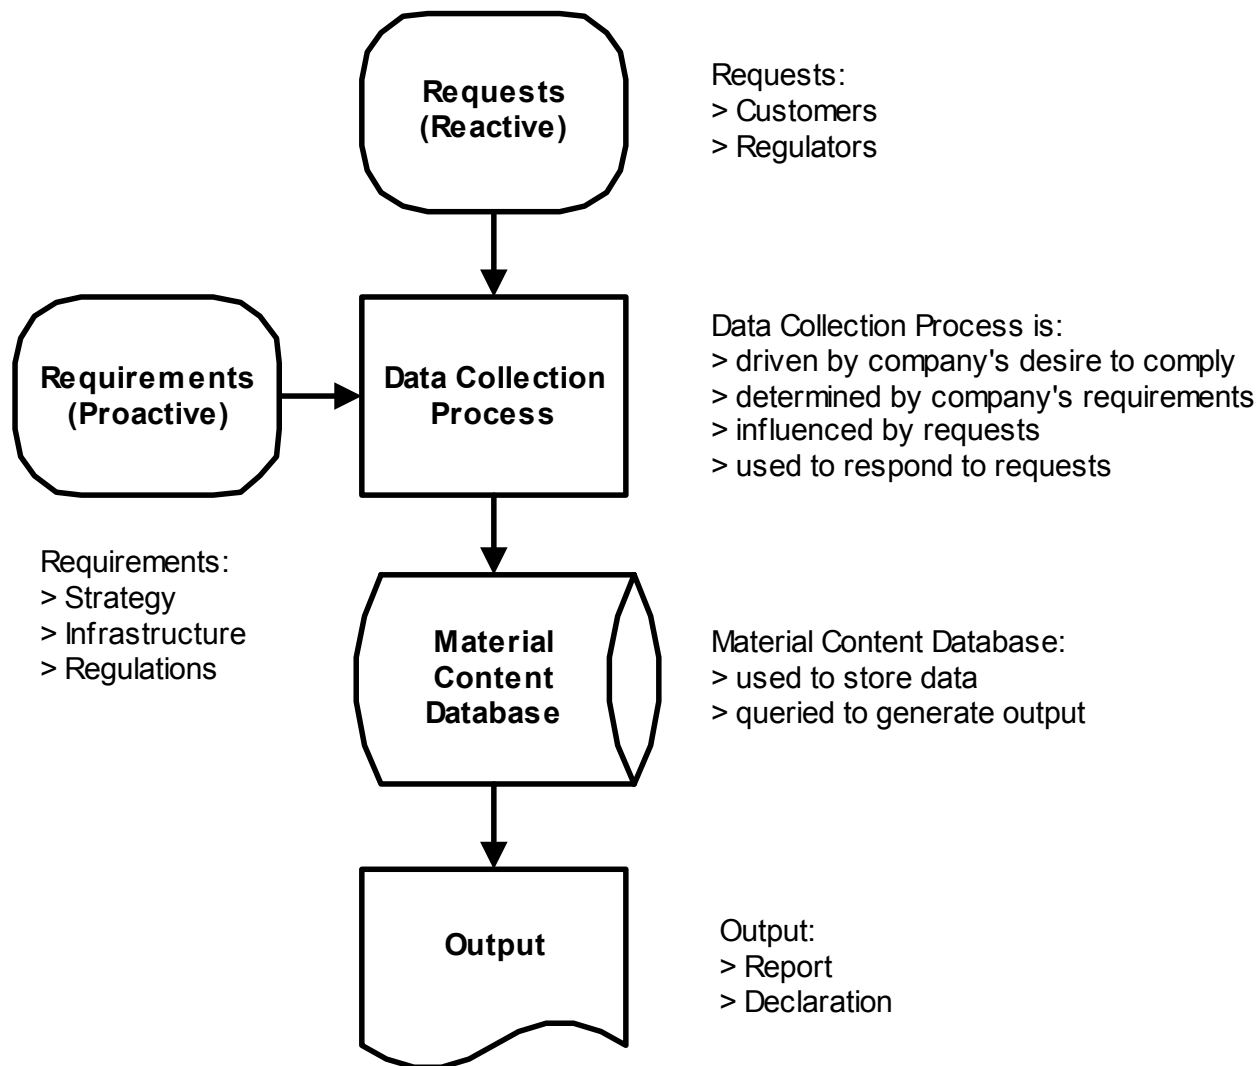 Requests
(Reactive)
Requests:
> Customers
> Regulators
Requirements
(Proactive)
Data Collection
Process
Data Collection Process is:
> driven by company's desire to comply
> determined by company's requirements
> influenced by requests
> used to respond to requests
Requirements:
> Strategy
> Infrastructure
> Regulations
Material
Content
Database
Material Content Database:
> used to store data
> queried to generate output
Output
Output:
> Report
> Declaration